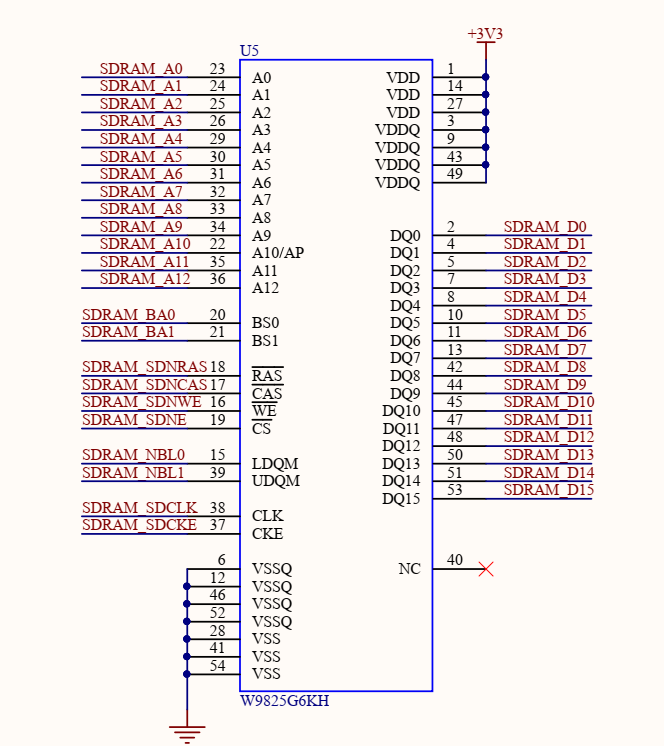 +3V3
U5
SDRAM_A0 23 A0 VDD 1
SDRAM_A1 24 A1 VDD 14
SDRAM_A2 25 A2 VDD 27
SDRAM_A3 26 A3 VDDQ 3
SDRAM_A4 29 A4 VDDQ 9
SDRAM_A5 30 A5 VDDQ 43
SDRAM_A6 31 A6 VDDQ 49
SDRAM_A7 32 A7
SDRAM_A8 33 A8
SDRAM_A9 34 A9 DQ0 2 SDRAM_D0
SDRAM_A10 22 A10/AP DQ1 4 SDRAM_D1
SDRAM_A11 35 A11 DQ2 5 SDRAM_D2
SDRAM_A12 36 A12 DQ3 7 SDRAM_D3
DQ4 8 SDRAM_D4
SDRAM_BA0 20 BS0 DQ5 10 SDRAM_D5
SDRAM_BA1 21 BS1 DQ6 11 SDRAM_D6
DQ7 13 SDRAM_D7
SDRAM_SDNRAS 18 RAS DQ8 42 SDRAM_D8
SDRAM_SDNCAS 17 CAS DQ9 44 SDRAM_D9
SDRAM_SDNWE 16 WE DQ10 45 SDRAM_D10
SDRAM_SDNE 19 CS DQ11 47 SDRAM_D11
DQ12 48 SDRAM_D12
SDRAM_NBL0 15 LDQM DQ13 50 SDRAM_D13
SDRAM_NBL1 39 UDQM DQ14 51 SDRAM_D14
DQ15 53 SDRAM_D15
SDRAM_SDCLK 38 CLK
SDRAM_SDCKE 37 CKE
6 VSSQ NC 40
12 VSSQ
46 VSSQ
52 VSSQ
28 VSS
41 VSS
54 VSS
W9825G6KH